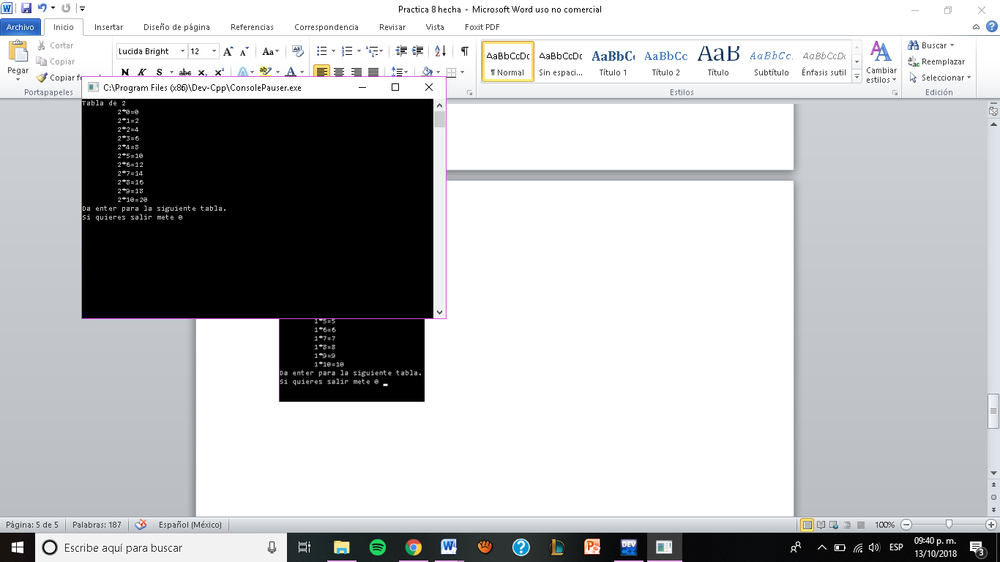 Practica 8 hecha - Microsoft Word uso no comercial
Archivo Inicio Insertar Diseño de página Referencias Correspondencia Revisar Vista Foxit PDF
Pegar
Cortar
Copiar
Copiar
Portapapeles
Lucida Bright 12
N K S abc x₂ x²
AaBbCcDc AaBbCcDc AaBbC AaBbCc AaB AaBbCc. AaBbCcDc
¶ Normal Sin espaci... Título 1 Título 2 Título Subtítulo Énfasis sutil
Cambiar
estilos
Estilos
Buscar
Reemplazar
Seleccionar
Edición
C:\Program Files (x86)\Dev-Cpp\ConsolePauser.exe
Tabla de 2
2*0=0
2*1=2
2*2=4
2*3=6
2*4=8
2*5=10
2*6=12
2*7=14
2*8=16
2*9=18
2*10=20
Da enter para la siguiente tabla.
Si quieres salir mete 0
1*5=5
1*6=6
1*7=7
1*8=8
1*9=9
1*10=10
Da enter para la siguiente tabla.
Si quieres salir mete 0
Página: 5 de 5 Palabras: 187 Español (México) 100%
Escribe aquí para buscar
DEV
ESP
09:40 p. m.
13/10/2018
3